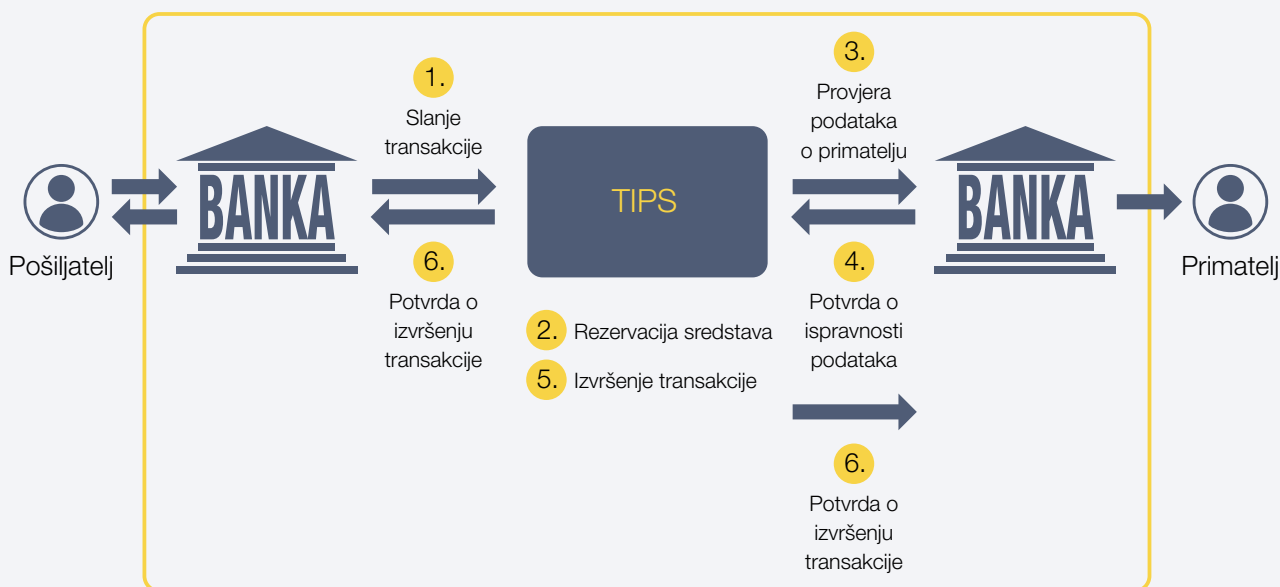 1.
Slanje
transakcije
3.
Provjera
podataka
o primatelju
BANKA
TIPS
BANKA
Pošiljatelj
Primatelj
6.
Potvrda o
izvršenju
transakcije
2. Rezervacija sredstava
5. Izvršenje transakcije
4.
Potvrda o
ispravnosti
podataka
6.
Potvrda o
izvršenju
transakcije